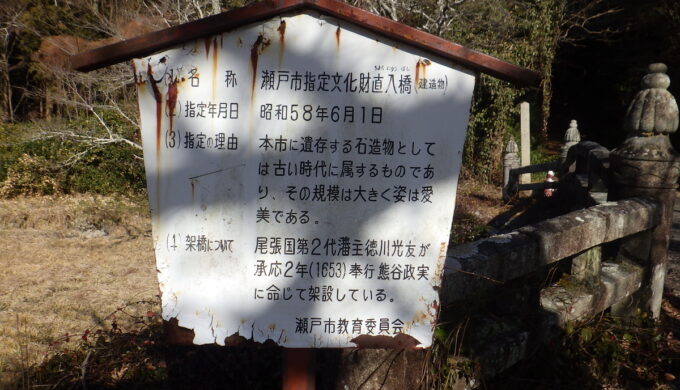 名 称 瀬戸市指定文化財直入橋(建造物)
(2)指定年月日 昭和58年6月1日
(3)指定の理由 本市に遺存する石造物として
は古い時代に属するものであ
り、その規模は大きく姿は愛
美である。
(4)架橋について 尾張国第2代藩主徳川光友が
承応2年(1653)奉行熊谷政実
に命じて架設している。
瀬戸市教育委員会